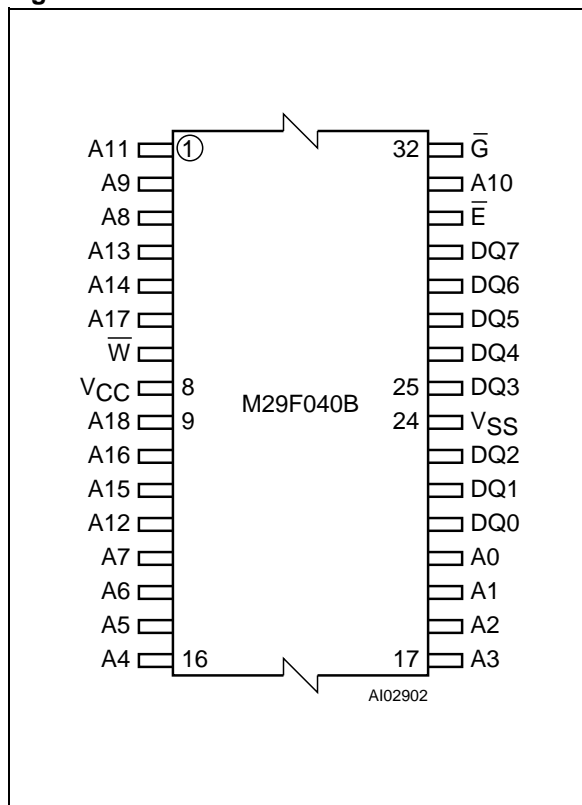 A11 1 32 G̅
A9 A10
A8 E̅
A13 DQ7
A14 DQ6
A17 DQ5
W̅ DQ4
VCC 8 25 DQ3
M29F040B
A18 9 24 VSS
A16 DQ2
A15 DQ1
A12 DQ0
A7 A0
A6 A1
A5 A2
A4 16 17 A3
AI02902